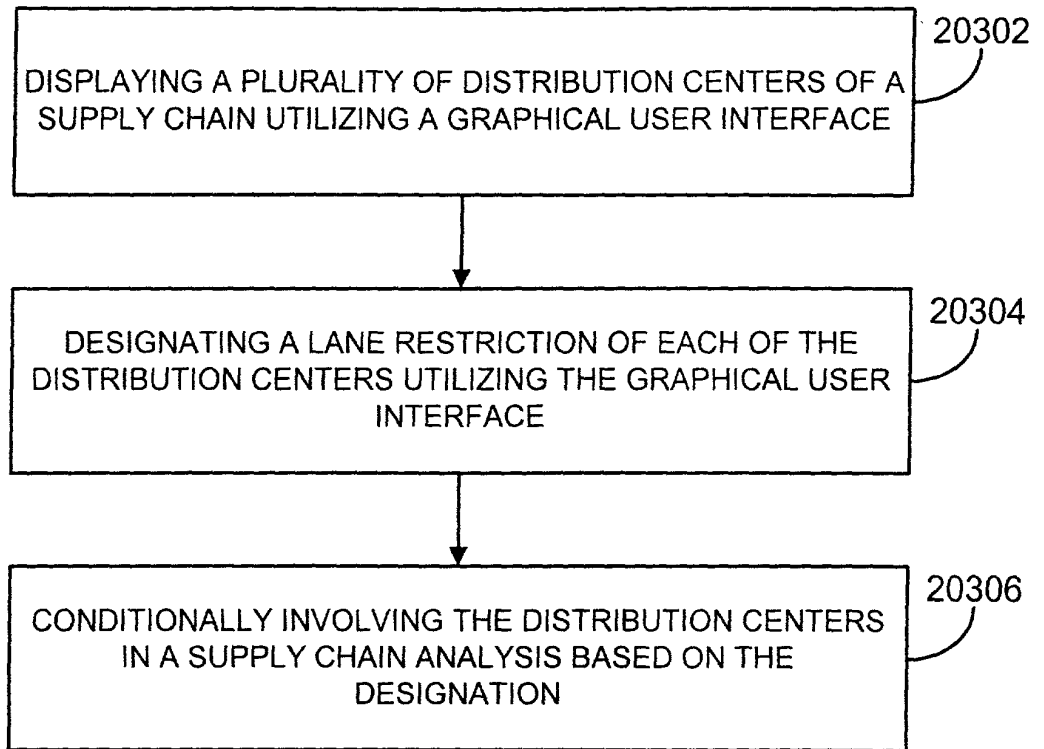 20302
DISPLAYING A PLURALITY OF DISTRIBUTION CENTERS OF A
SUPPLY CHAIN UTILIZING A GRAPHICAL USER INTERFACE
20304
DESIGNATING A LANE RESTRICTION OF EACH OF THE
DISTRIBUTION CENTERS UTILIZING THE GRAPHICAL USER
INTERFACE
20306
CONDITIONALLY INVOLVING THE DISTRIBUTION CENTERS
IN A SUPPLY CHAIN ANALYSIS BASED ON THE
DESIGNATION